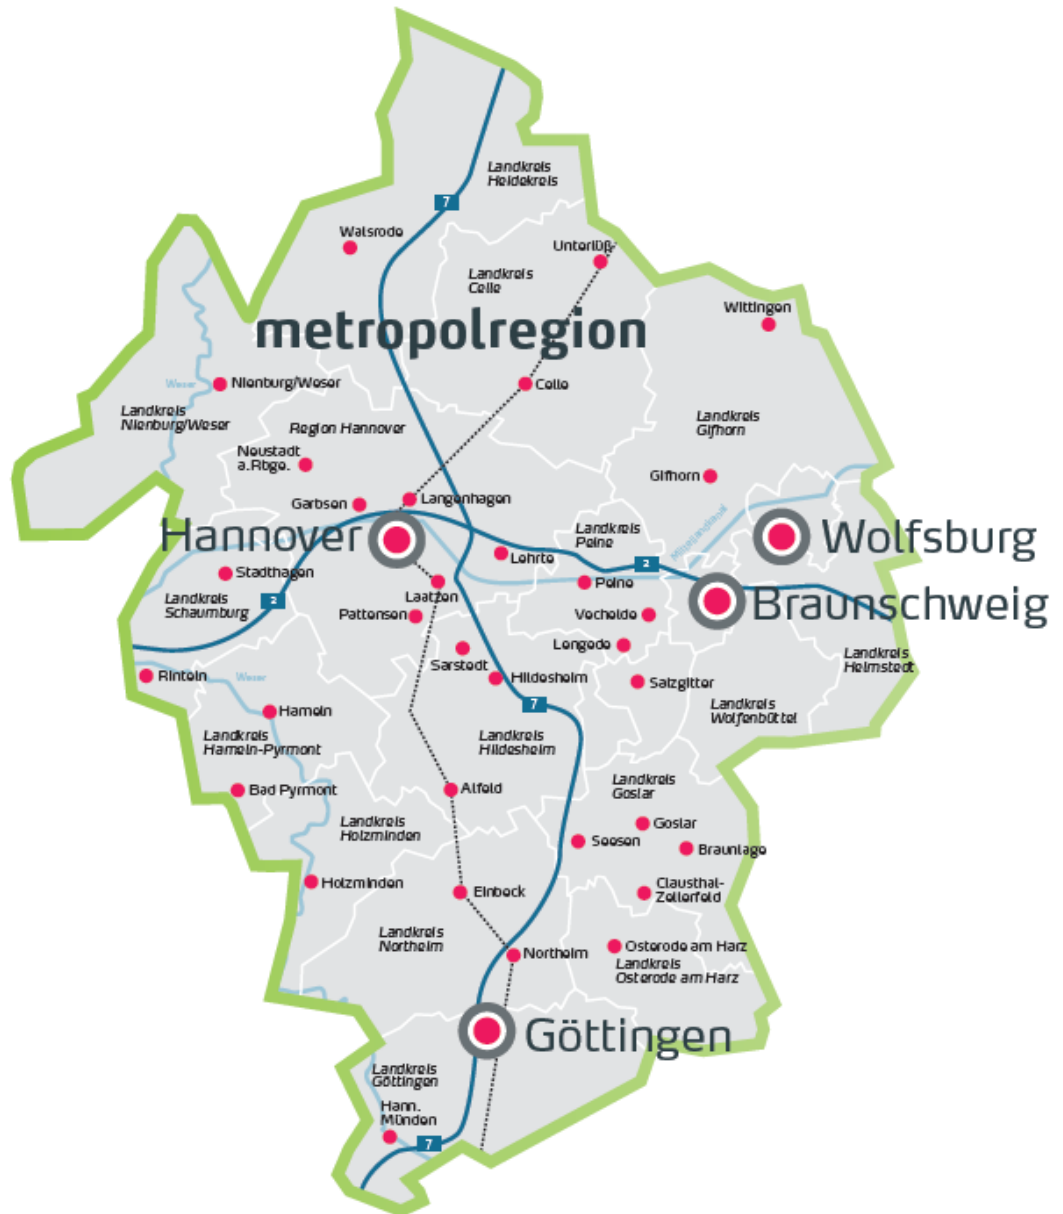 Landkreis
Heidekreis
7
Walsrode
Unterlüß
Landkreis
Celle
Wittingen
metropolregion
Weser
Nienburg/Weser
Celle
Landkreis
Nienburg/Weser
Region Hannover
Landkreis
Gifhorn
Neustadt
a.Rbge.
Gifhorn
Garbsen
Langenhagen
Hannover
Landkreis
Peine
Mittellandkanal
Wolfsburg
Lehrte
2
Stadthagen
Peine
Laatzen
Landkreis
Schaumburg
2
Braunschweig
Pattensen
Vechelde
Lengede
Landkreis
Helmstedt
Sarstedt
Rinteln
Weser
Hildesheim
Salzgitter
7
Hameln
Landkreis
Wolfenbüttel
Landkreis
Hameln-Pyrmont
Landkreis
Hildesheim
Bad Pyrmont
Alfeld
Landkreis
Goslar
Landkreis
Holzminden
Goslar
Seesen
Braunlage
Holzminden
Einbeck
Clausthal-
Zellerfeld
Landkreis
Northeim
Northeim
Osterode am Harz
Landkreis
Osterode am Harz
Göttingen
Landkreis
Göttingen
Hann.
Münden
7